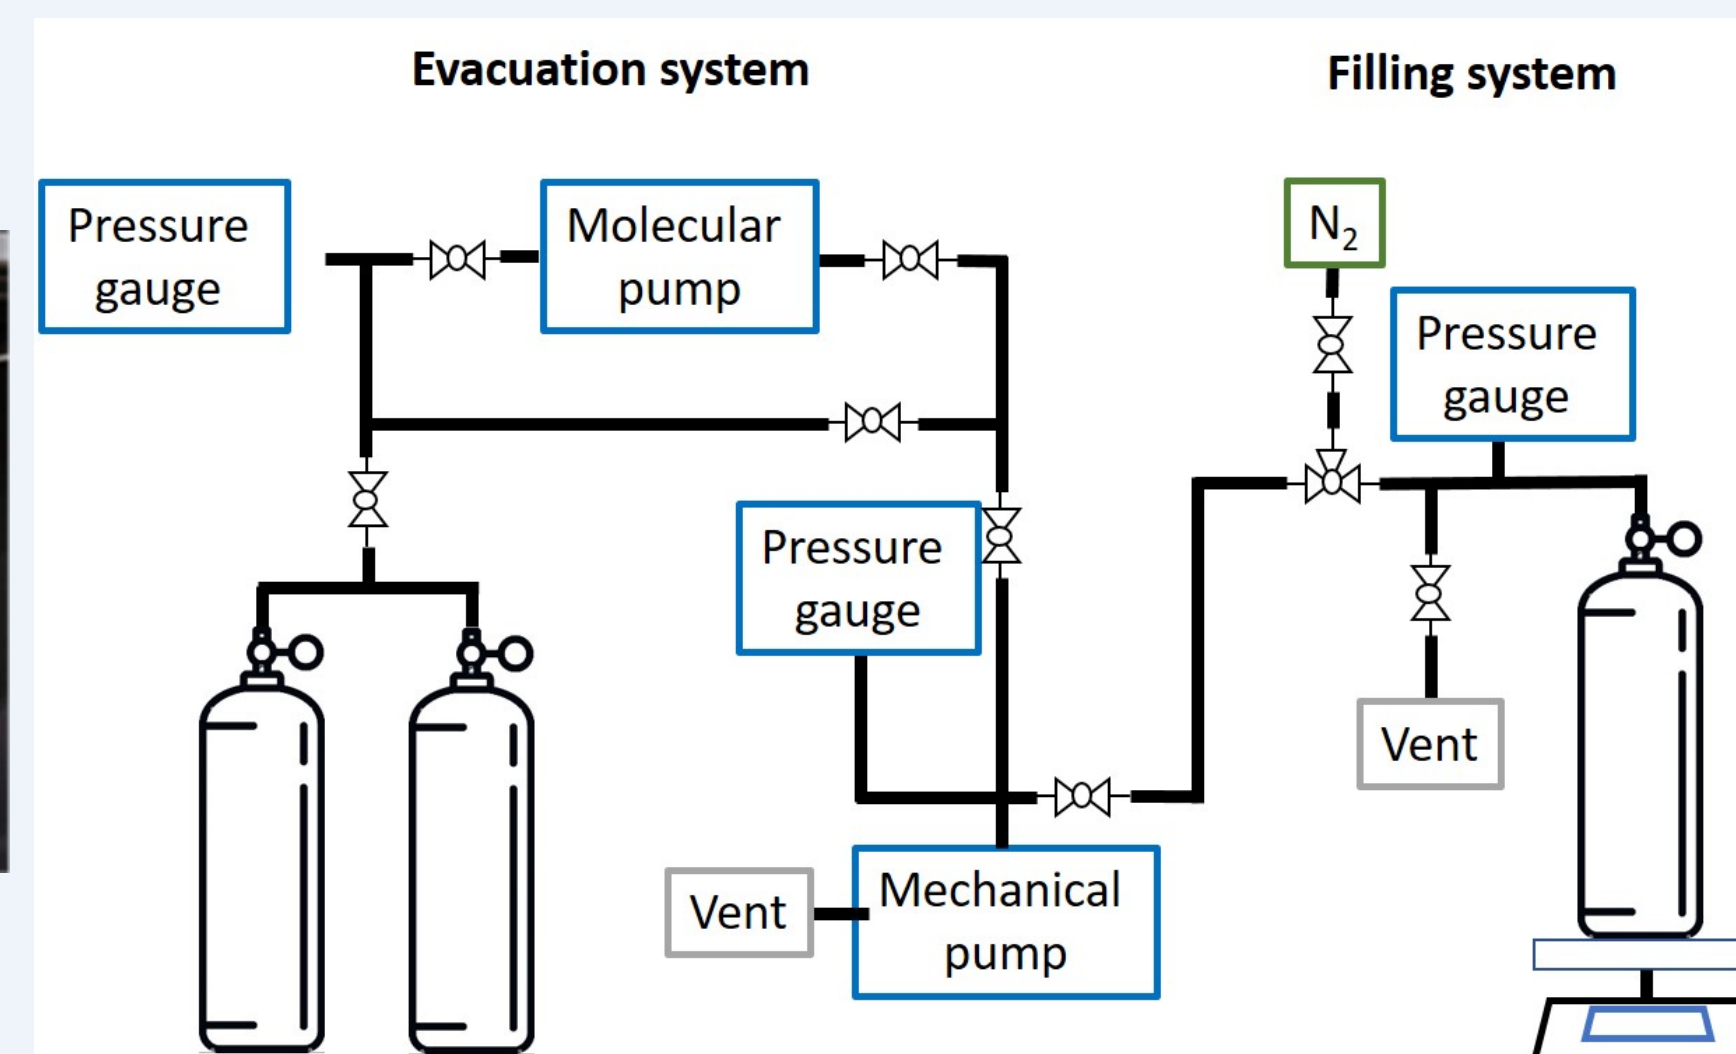 Evacuation system
Filling system
Pressure
gauge
Molecular
pump
N₂
Pressure
gauge
Pressure
gauge
Vent
Vent
Mechanical
pump